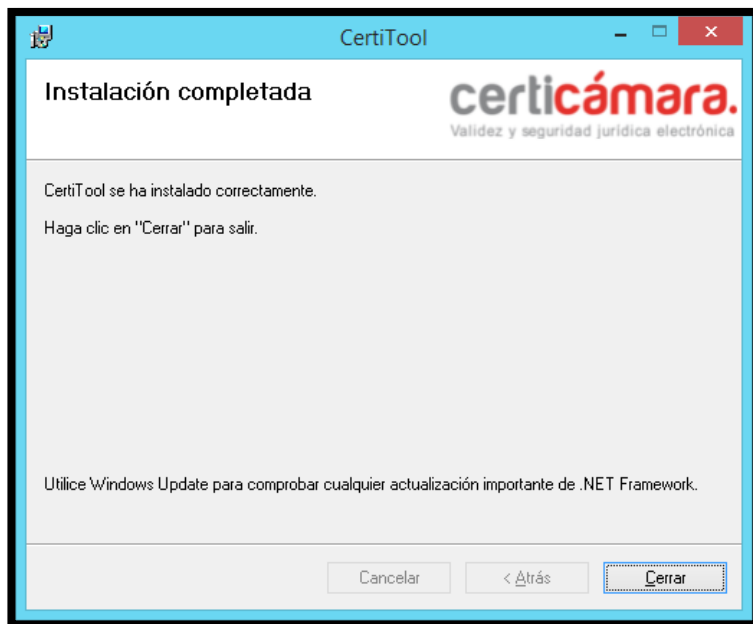 CertiTool
Instalación completada
certicámara.
Validez y seguridad jurídica electrónica
CertiTool se ha instalado correctamente.
Haga clic en "Cerrar" para salir.
Utilice Windows Update para comprobar cualquier actualización importante de .NET Framework.
Cancelar
< Atrás
Cerrar